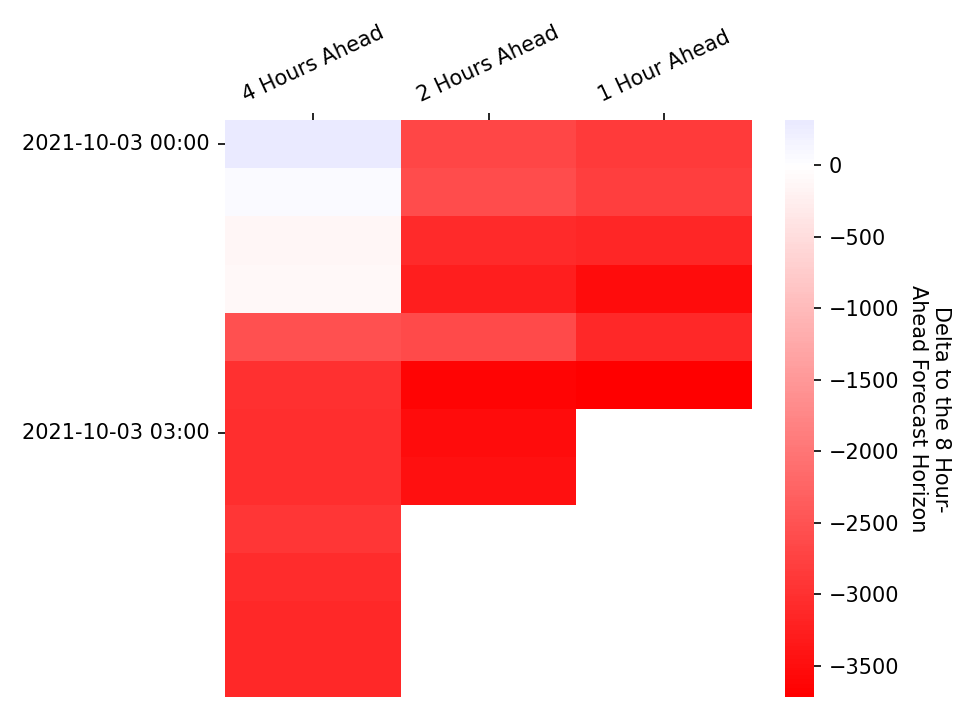 4 Hours Ahead
2 Hours Ahead
1 Hour Ahead
2021-10-03 00:00
2021-10-03 03:00
0
−500
−1000
−1500
−2000
−2500
−3000
−3500
Delta to the 8 Hour-
Ahead Forecast Horizon